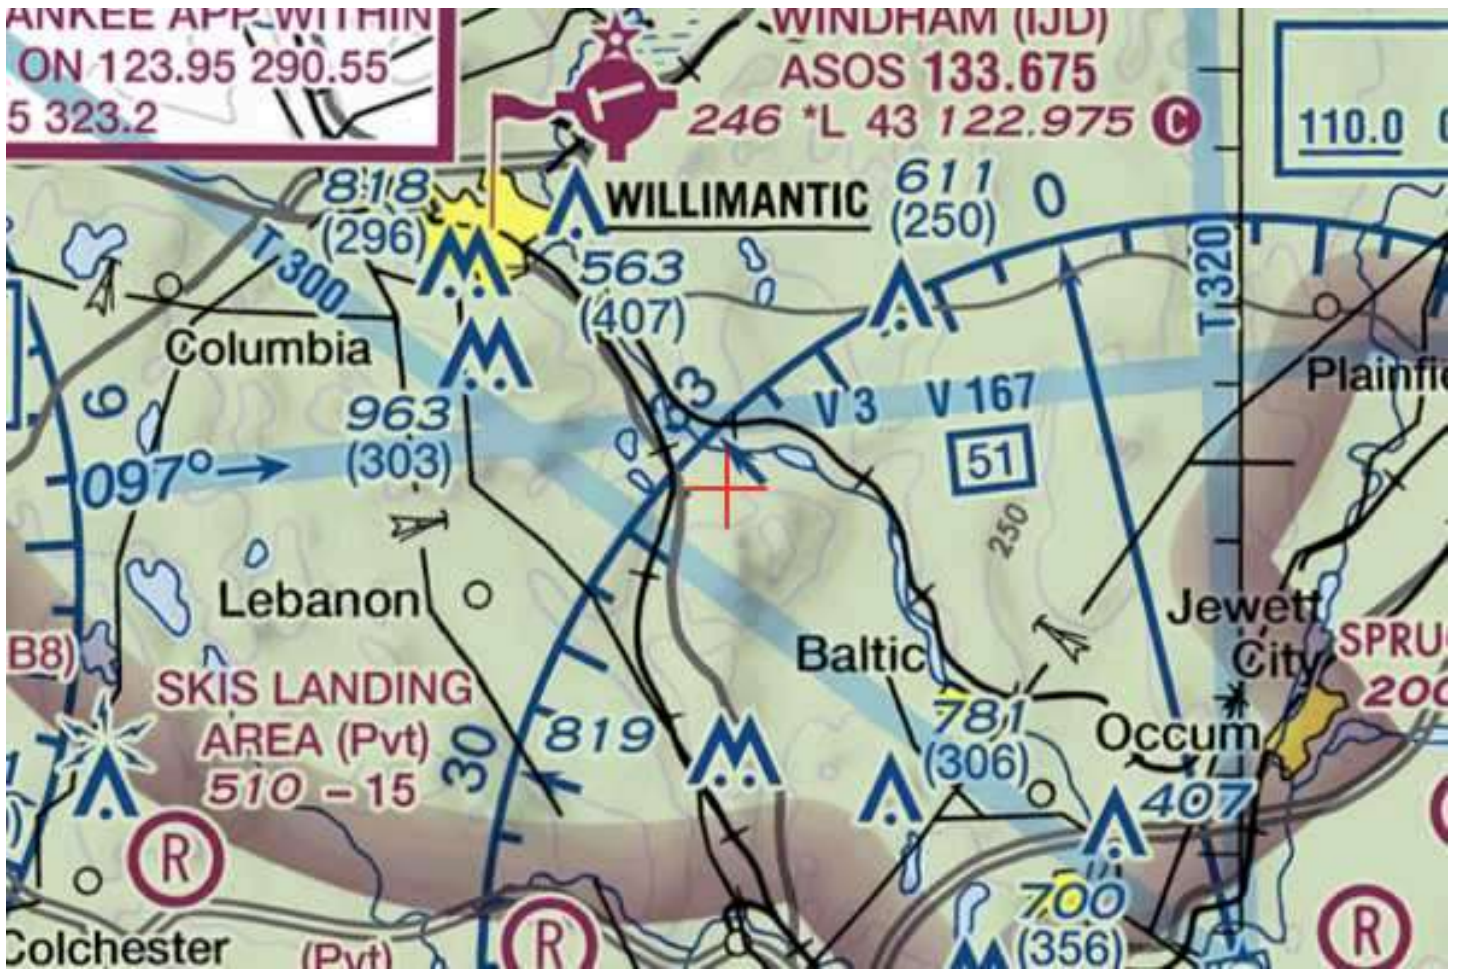 ANKEE APP WITHIN
ON 123.95 290.55
5 323.2
WINDHAM (IJD)
ASOS 133.675
246 *L 43 122.975 C
110.0
818
(296)
WILLIMANTIC
611
(250)
0
T 300
T 320
563
(407)
Columbia
Plainfie
6
33
963
(303)
V 3
V 167
097°
51
250
Lebanon
Jewett
City
B8)
Baltic
SPRU
200
SKIS LANDING
AREA (Pvt)
510 - 15
819
30
781
(306)
Occum
407
R
700
(356)
R
R
Colchester
(Pvt)